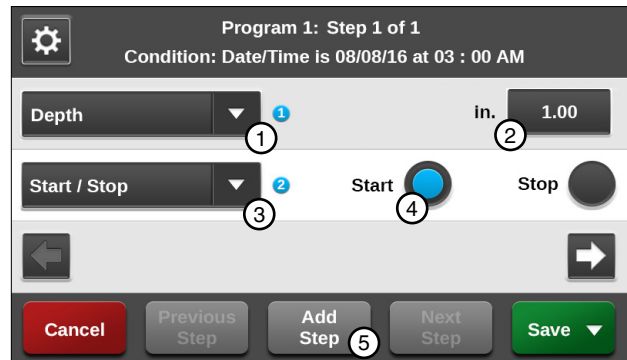 Program 1: Step 1 of 1
Condition: Date/Time is 08/08/16 at 03 : 00 AM
Depth 1 in. 1.00
1 2
Start / Stop 2 Start Stop
3 4
Cancel Previous Step Add Step Next Step Save
5